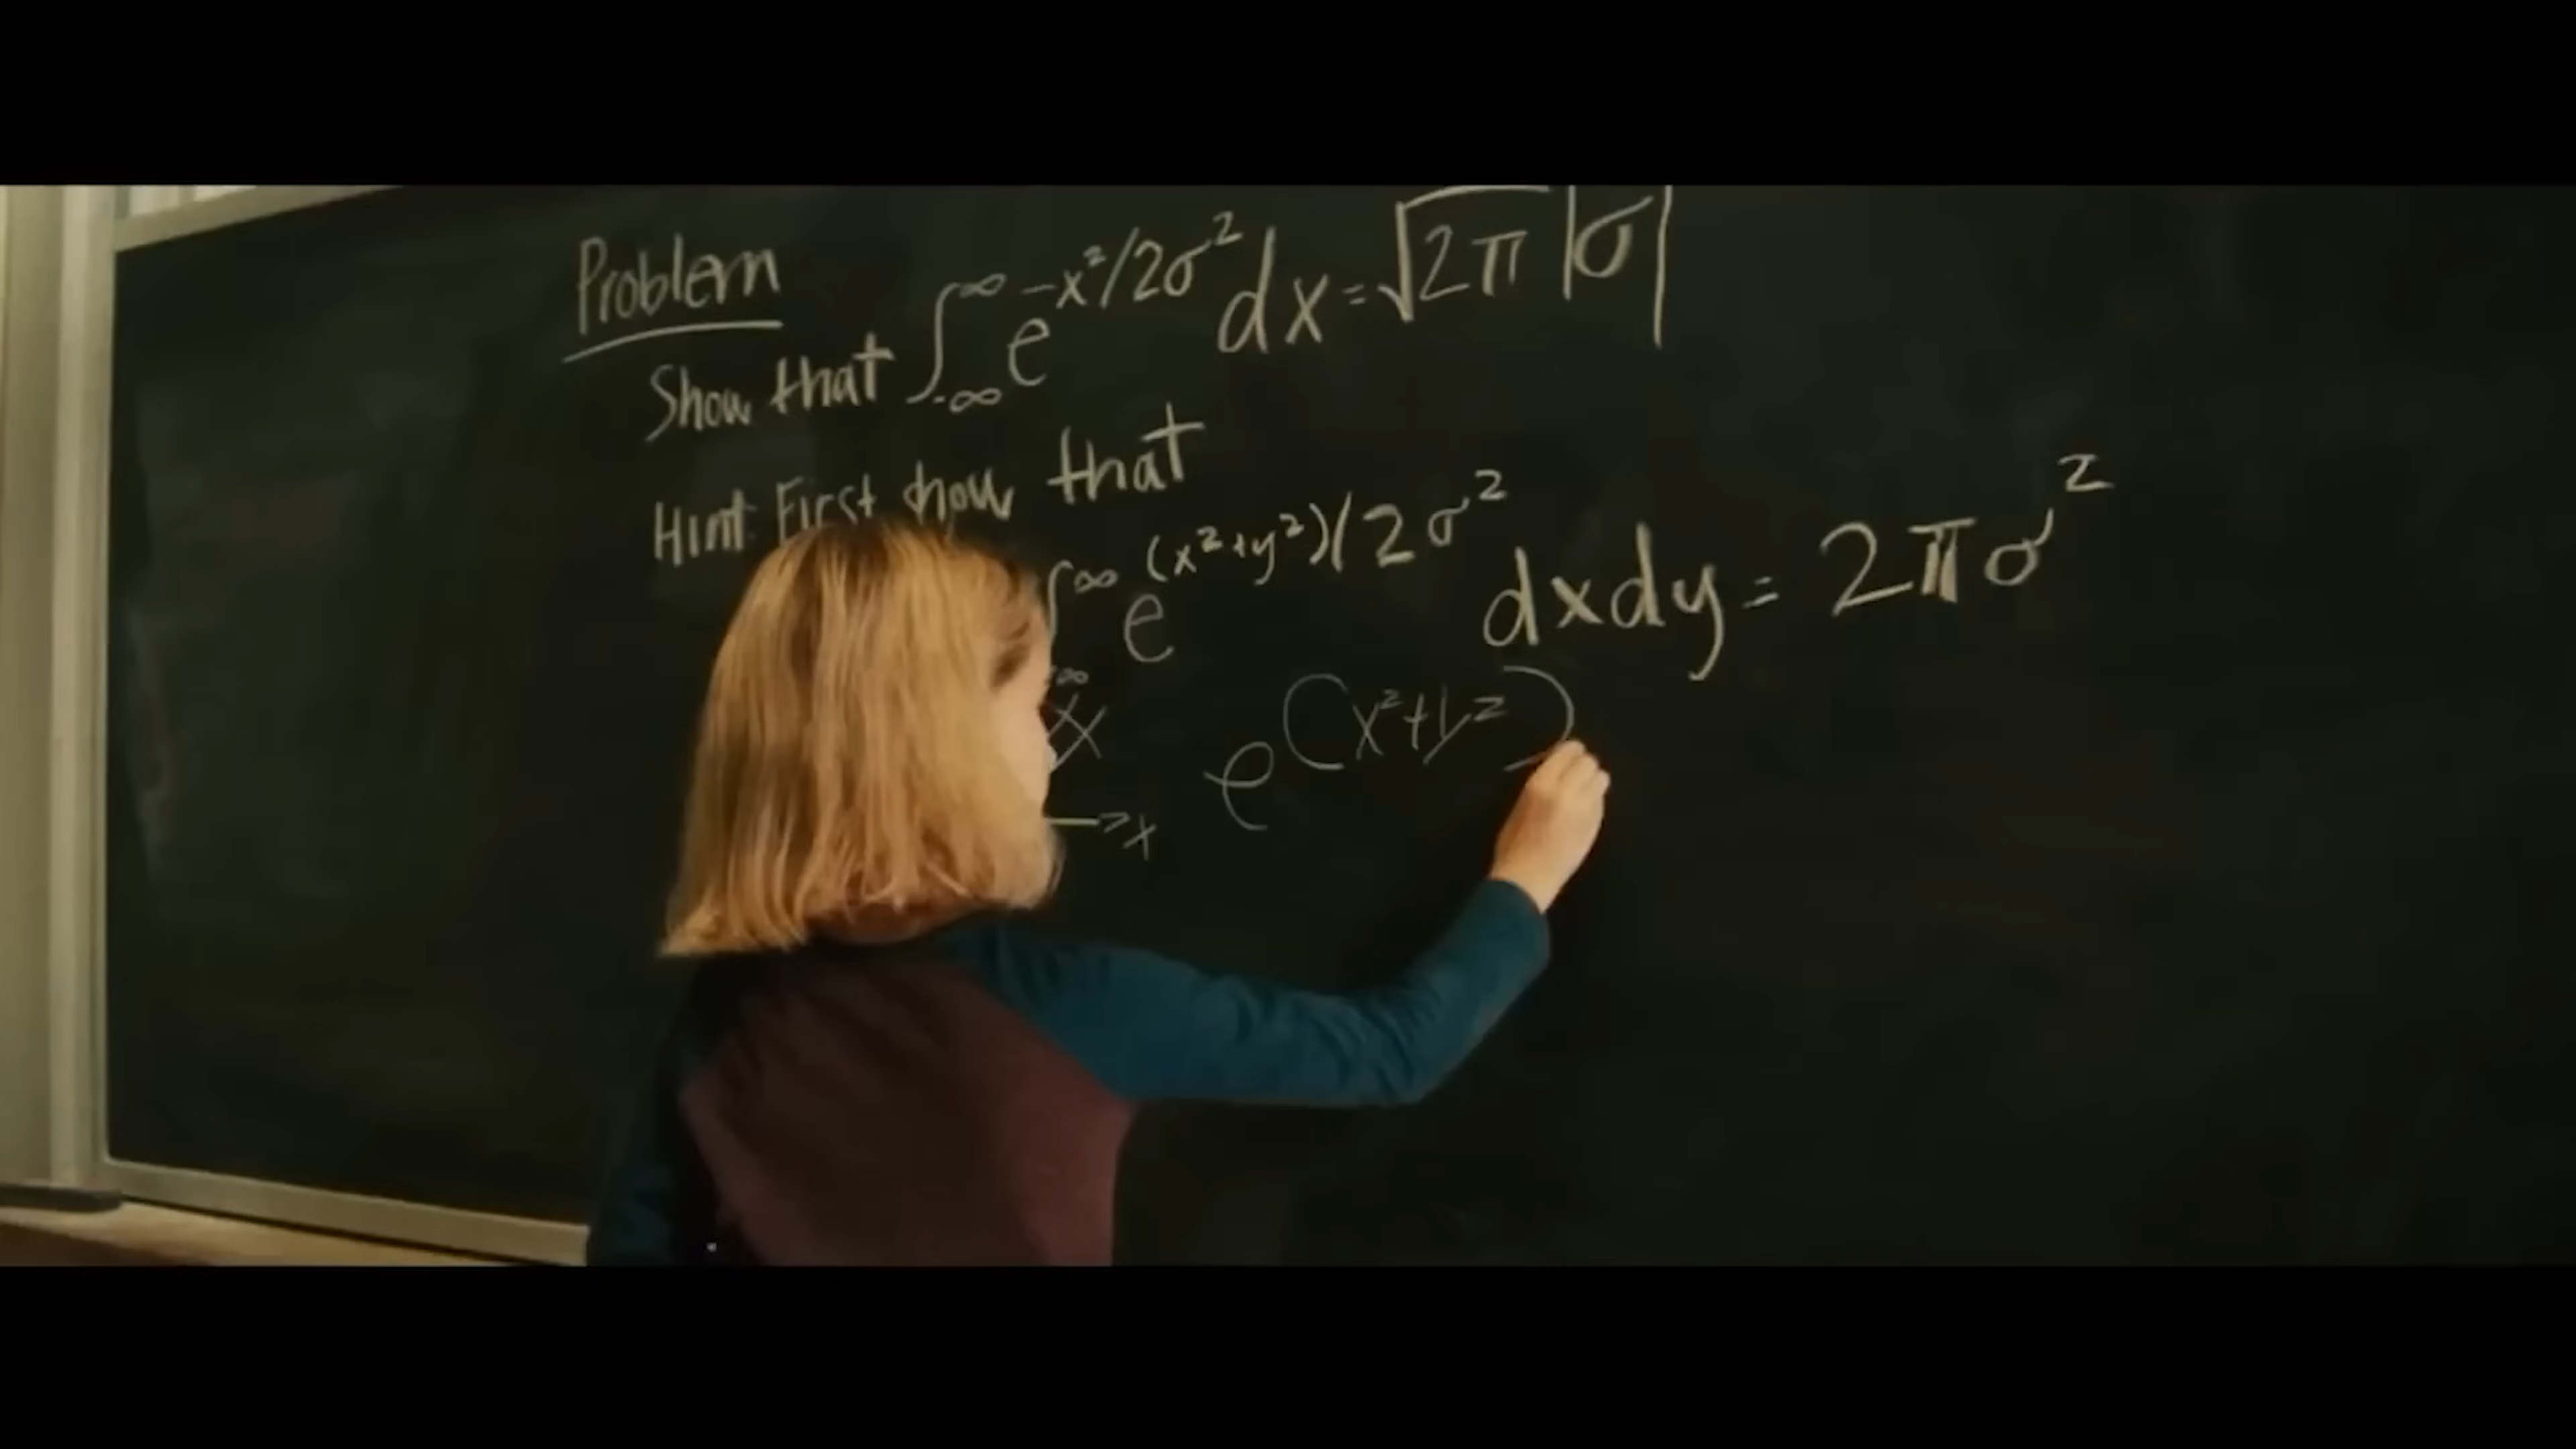 Problem
Show that ∫_{-∞}^{∞} e^{-x²/2σ²} dx = √2π |σ|
Hint First show that
∫_{∞}^{∞} e^{(x²+y²)/2σ²} dxdy = 2πσ²
e^{(x²+y²)}
→x